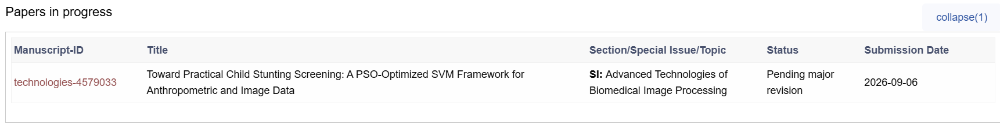 Papers in progress
collapse(1)
Manuscript-ID Title Section/Special Issue/Topic Status Submission Date
technologies-4579033 Toward Practical Child Stunting Screening: A PSO-Optimized SVM Framework for SI: Advanced Technologies of Pending major 2026-09-06
Anthropometric and Image Data Biomedical Image Processing revision